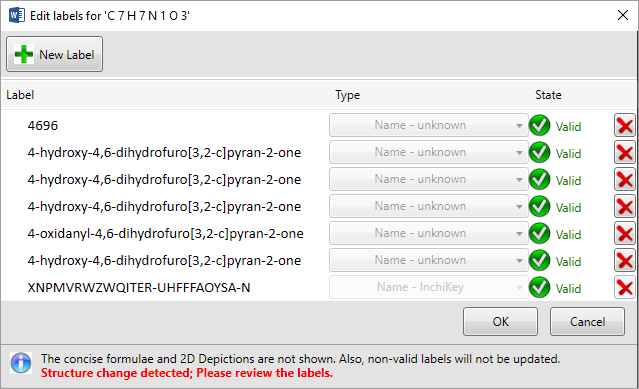 Edit labels for 'C 7 H 7 N 1 O 3'
New Label
Label Type State
4696 Name - unknown Valid
4-hydroxy-4,6-dihydrofuro[3,2-c]pyran-2-one Name - unknown Valid
4-hydroxy-4,6-dihydrofuro[3,2-c]pyran-2-one Name - unknown Valid
4-hydroxy-4,6-dihydrofuro[3,2-c]pyran-2-one Name - unknown Valid
4-oxidanyl-4,6-dihydrofuro[3,2-c]pyran-2-one Name - unknown Valid
4-hydroxy-4,6-dihydrofuro[3,2-c]pyran-2-one Name - unknown Valid
XNPMVRWZWQITER-UHFFFAOYSA-N Name - InchiKey Valid
OK Cancel
The concise formulae and 2D Depictions are not shown. Also, non-valid labels will not be updated.
Structure change detected; Please review the labels.